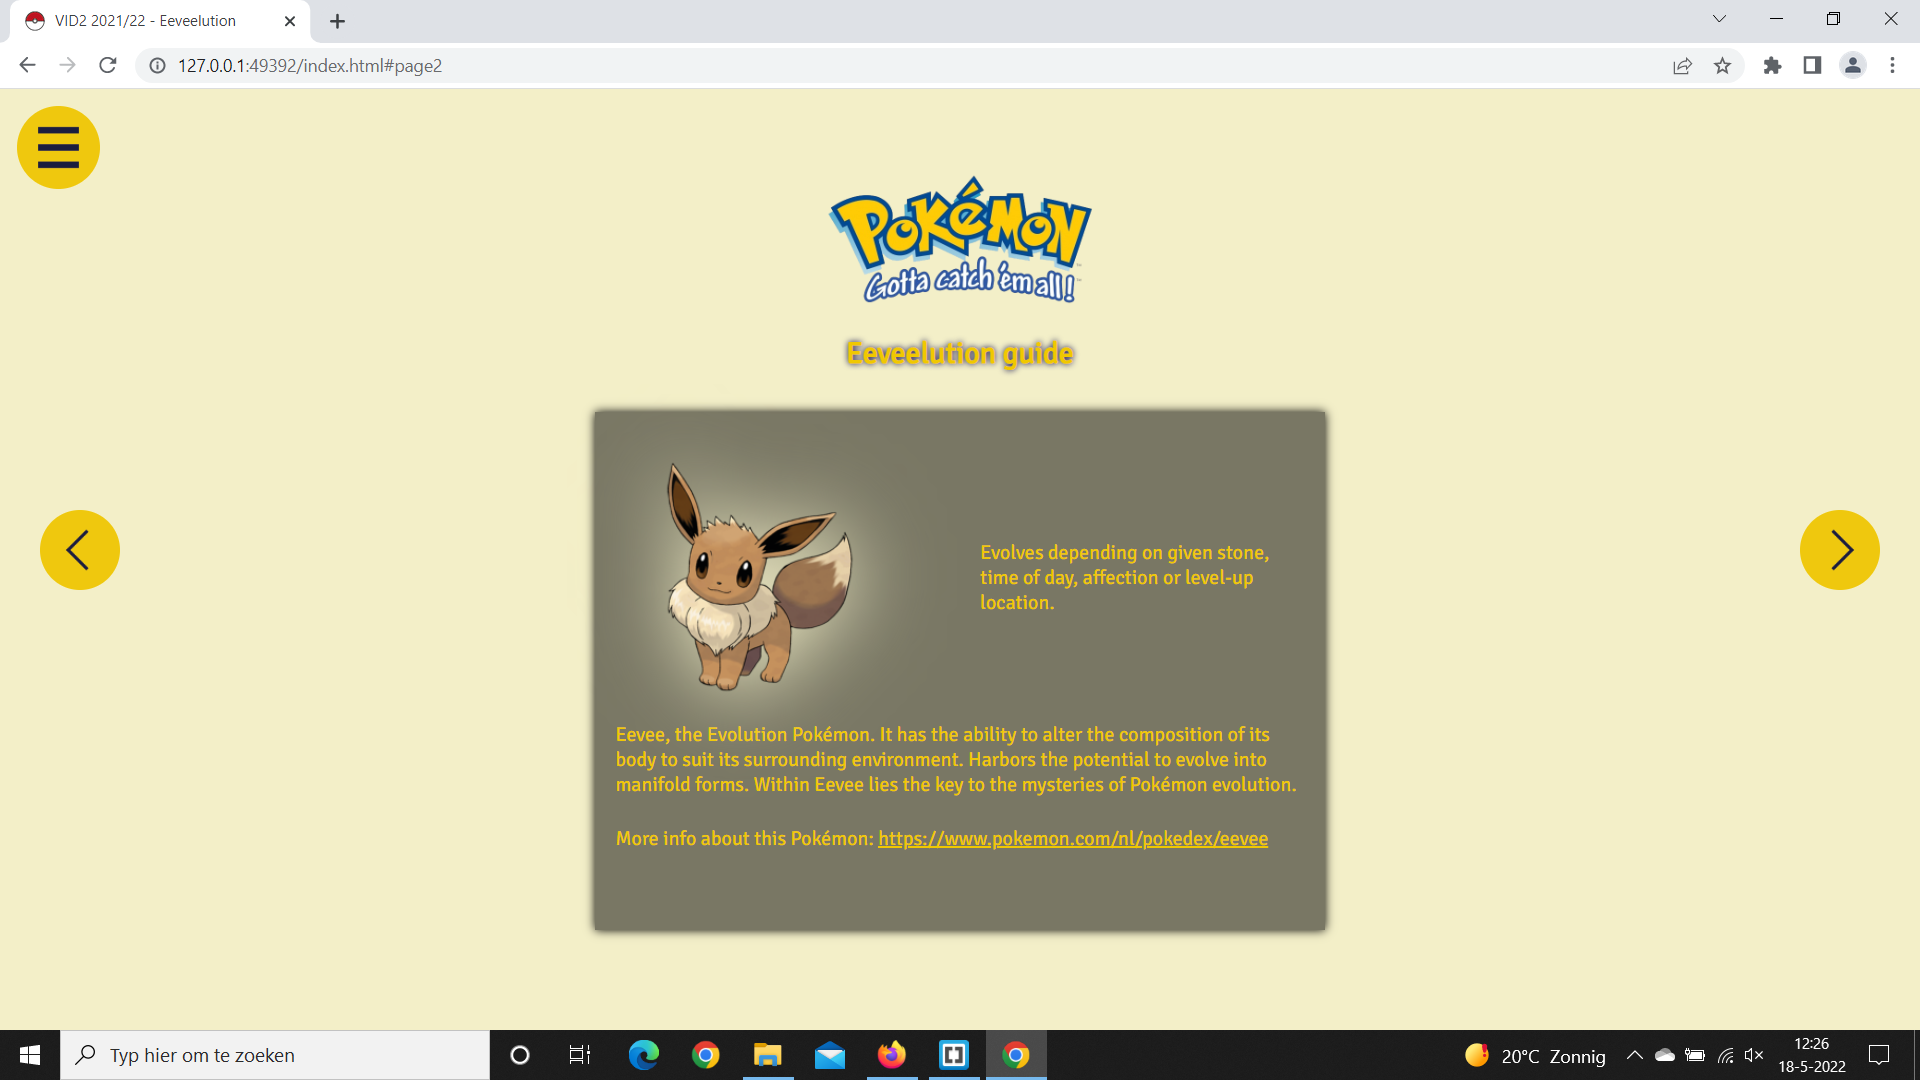 VID2 2021/22 - Eeveelution
127.0.0.1:49392/index.html#page2
POKéMON
Gotta catch 'em all!
Eeveelution guide
Evolves depending on given stone,
time of day, affection or level-up
location.
Eevee, the Evolution Pokémon. It has the ability to alter the composition of its
body to suit its surrounding environment. Harbors the potential to evolve into
manifold forms. Within Eevee lies the key to the mysteries of Pokémon evolution.
More info about this Pokémon: https://www.pokemon.com/nl/pokedex/eevee
Typ hier om te zoeken
20°C Zonnig
12:26
18-5-2022